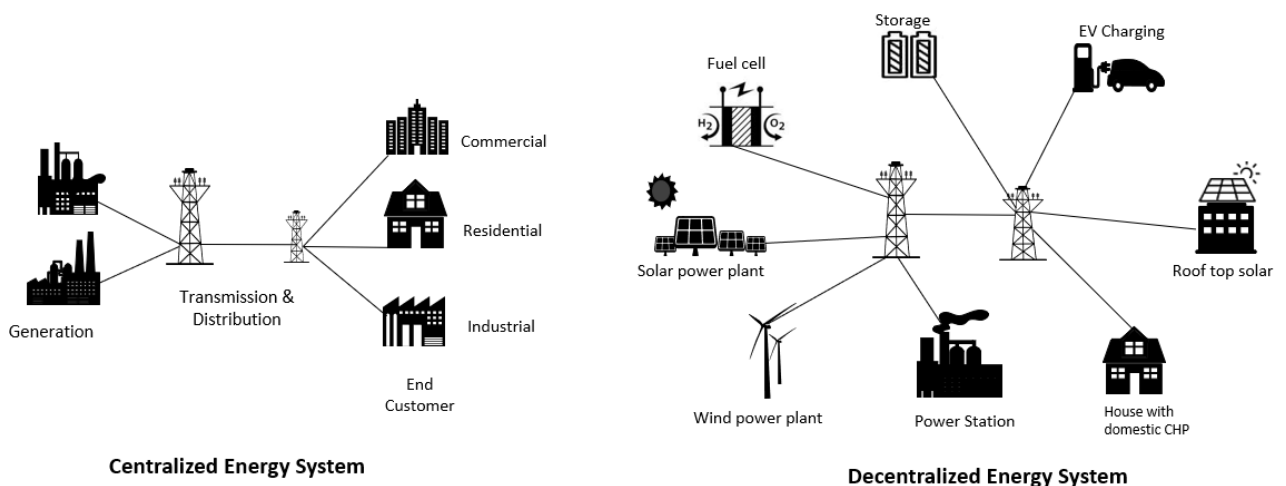 Commercial
Residential
Industrial
Generation
Transmission &
Distribution
End
Customer
Centralized Energy System
Storage
EV Charging
Fuel cell
H2
O2
Solar power plant
Roof top solar
Wind power plant
Power Station
House with
domestic CHP
Decentralized Energy System